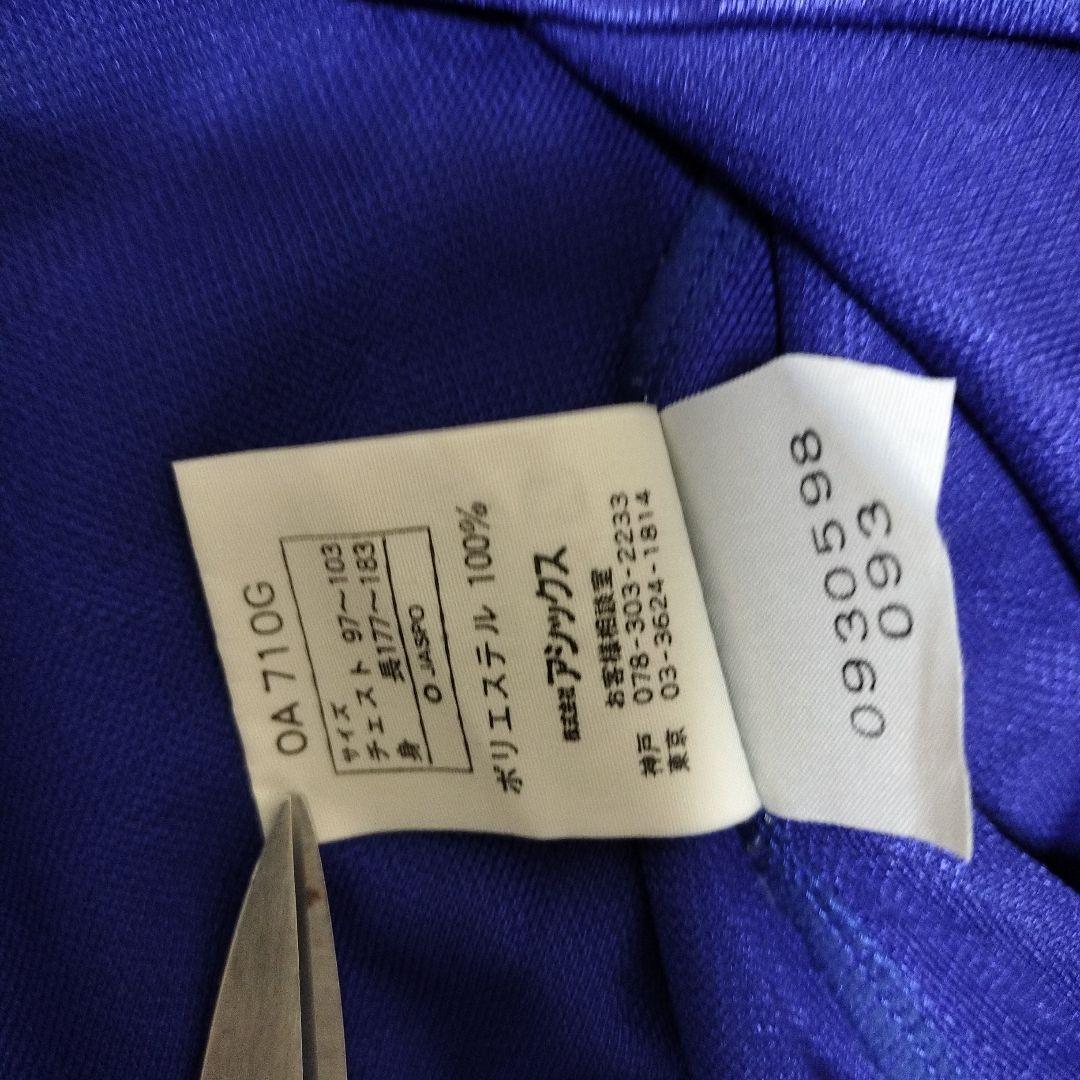 OA7110G
サイズ
チェスト 97～103
身 長177～183
O JASPO
ポリエステル 100%
株式会社 アシックス
お客様相談室
神戸 078-303-2233
東京 03-3624-1814
0930598
093